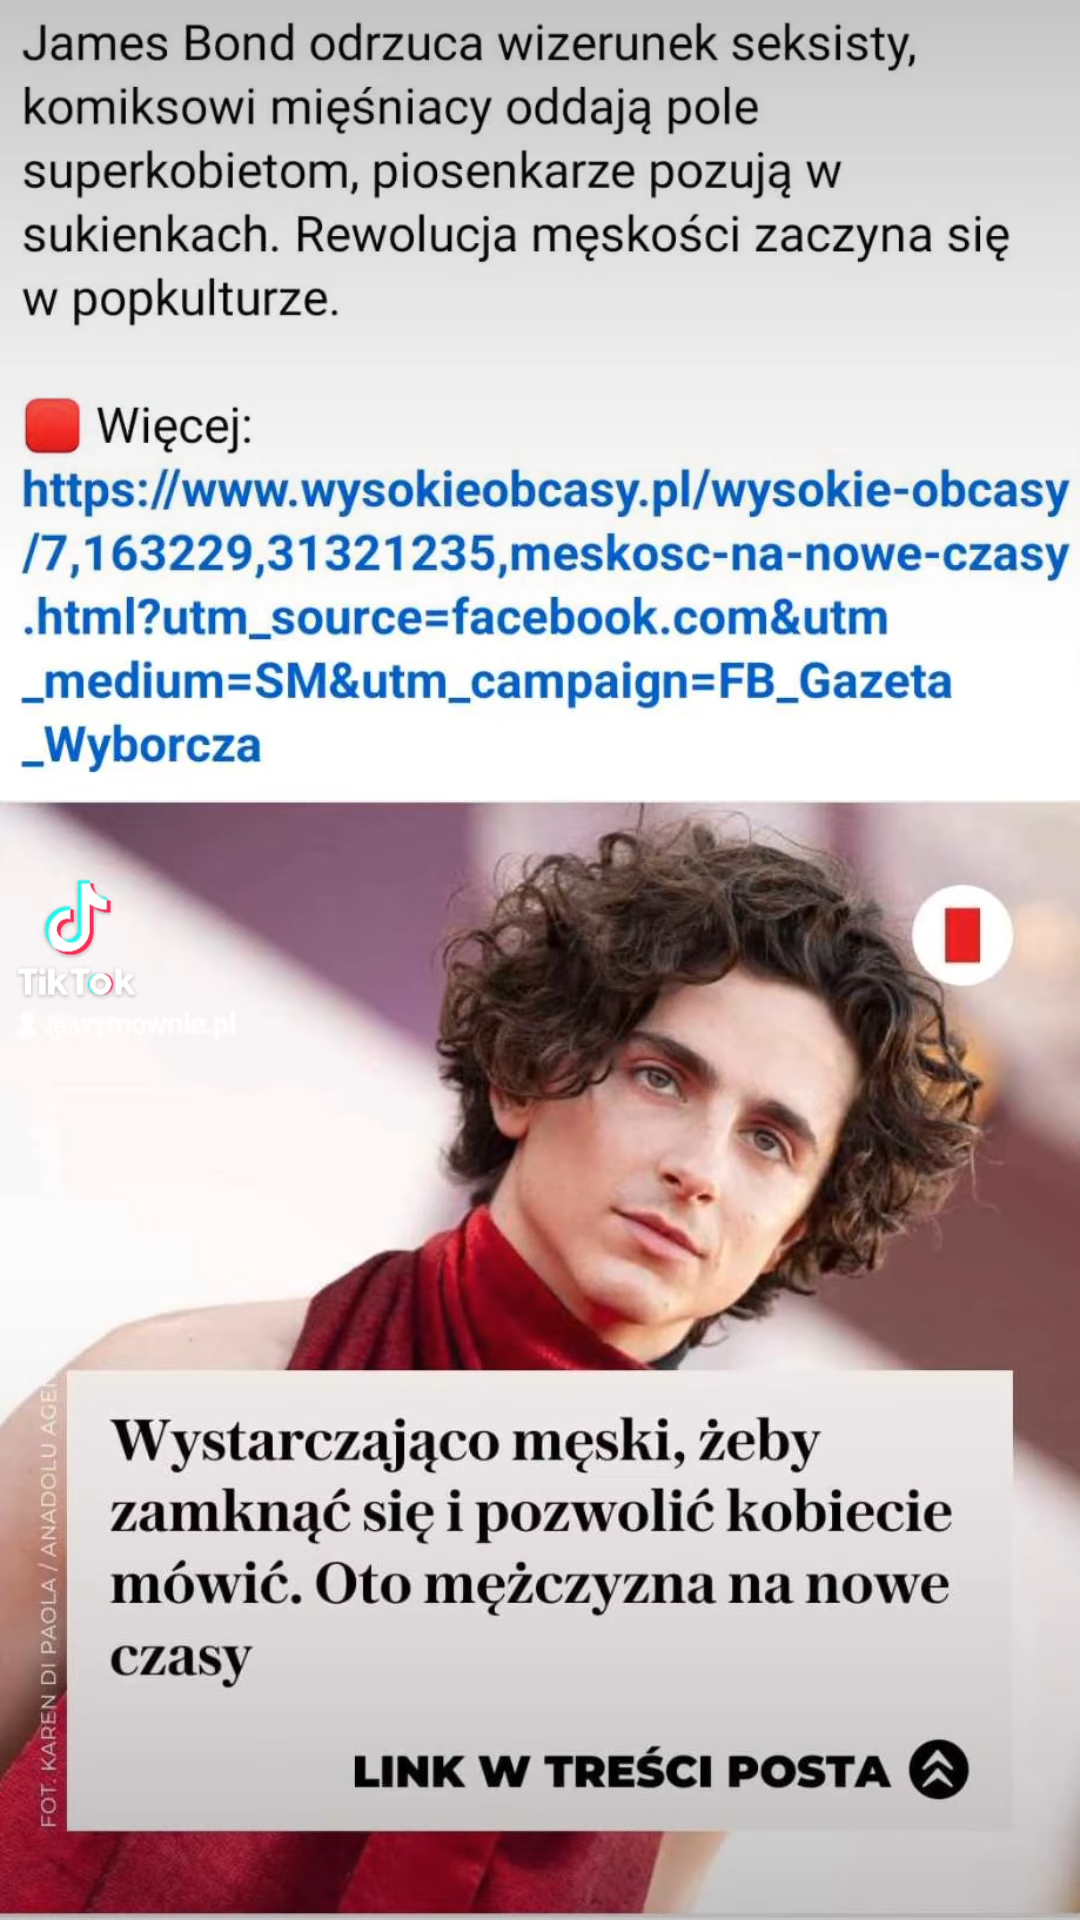 James Bond odrzuca wizerunek seksisty,
komiksowi mięśniacy oddają pole
superkobietom, piosenkarze pozują w
sukienkach. Rewolucja męskości zaczyna się
w popkulturze.
Więcej:
https://www.wysokieobcasy.pl/wysokie-obcasy
/7,163229,31321235,meskosc-na-nowe-czasy
.html?utm_source=facebook.com&utm
_medium=SM&utm_campaign=FB_Gazeta
_Wyborcza
TikTok
@wymownie.pl
Wystarczająco męski, żeby
zamknąć się i pozwolić kobiecie
mówić. Oto mężczyzna na nowe
czasy
LINK W TREŚCI POSTA
FOT. KAREN DI PAOLA / ANADOLU AGE